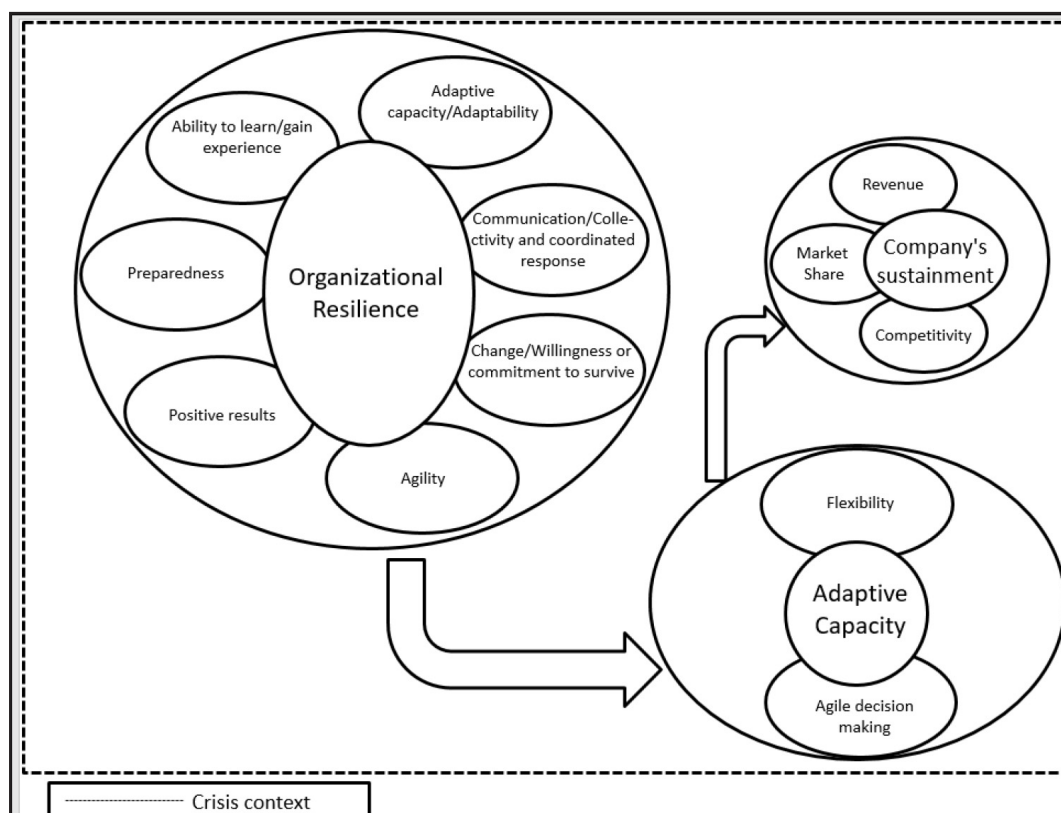 Adaptive
capacity/Adaptability
Ability to learn/gain
experience
Communication/Colle-
ctivity and coordinated
response
Preparedness
Organizational
Resilience
Change/Willingness or
commitment to survive
Positive results
Agility
Revenue
Market
Share
Company's
sustainment
Competitivity
Flexibility
Adaptive
Capacity
Agile decision
making
Crisis context